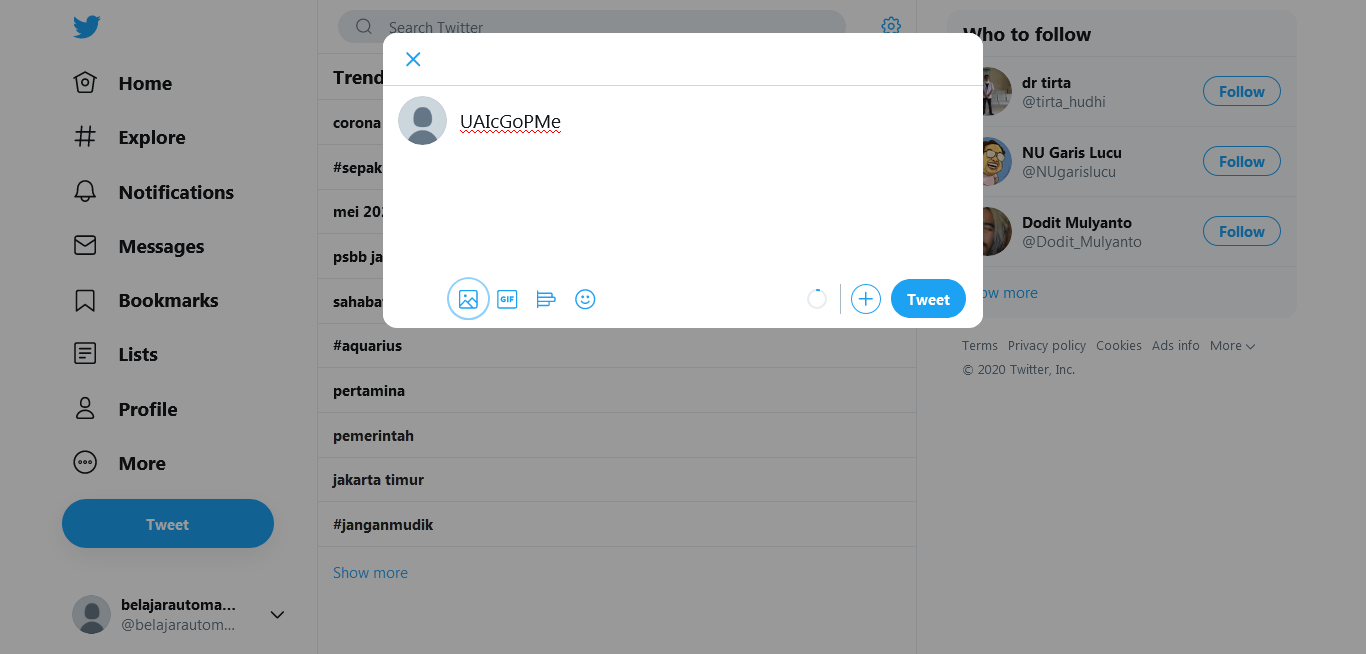 Home
Explore
Notifications
Messages
Bookmarks
Lists
Profile
More
Tweet
belajarautoma...
@belajarautom...
Search Twitter
Trend
corona
#sepak
mei 202
psbb ja
sahaba
#aquarius
pertamina
pemerintah
jakarta timur
#janganmudik
Show more
UAIcGoPMe
GIF
Tweet
Who to follow
dr tirta
@tirta_hudhi
Follow
NU Garis Lucu
@NUgarislucu
Follow
Dodit Mulyanto
@Dodit_Mulyanto
Follow
ow more
Terms Privacy policy Cookies Ads info More
© 2020 Twitter, Inc.